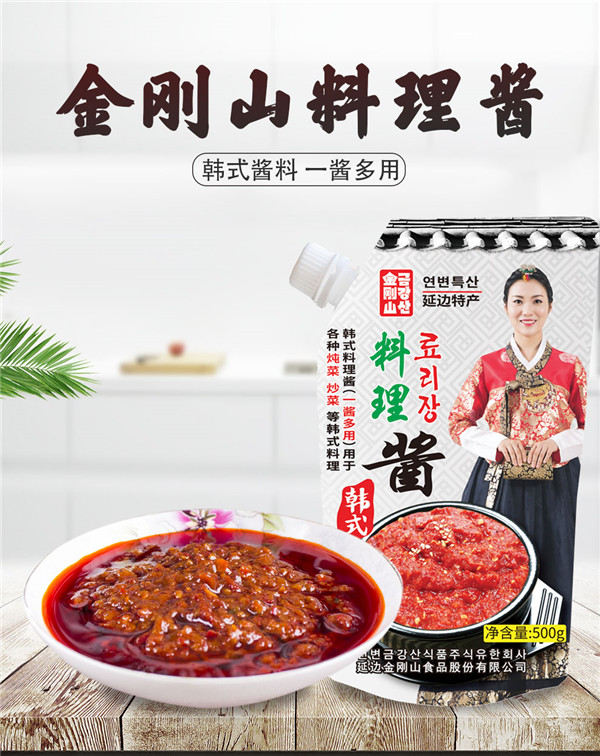 金刚山料理酱
韩式酱料 一酱多用
金刚山
금강산
연변특산
延边特产
韩式料理酱(一酱多用)用于
各种炖菜 炒菜 等韩式料理
료리장
料理
酱
韩式
净含量:500g
연변금강산식품주식유한회사
延边金刚山食品股份有限公司